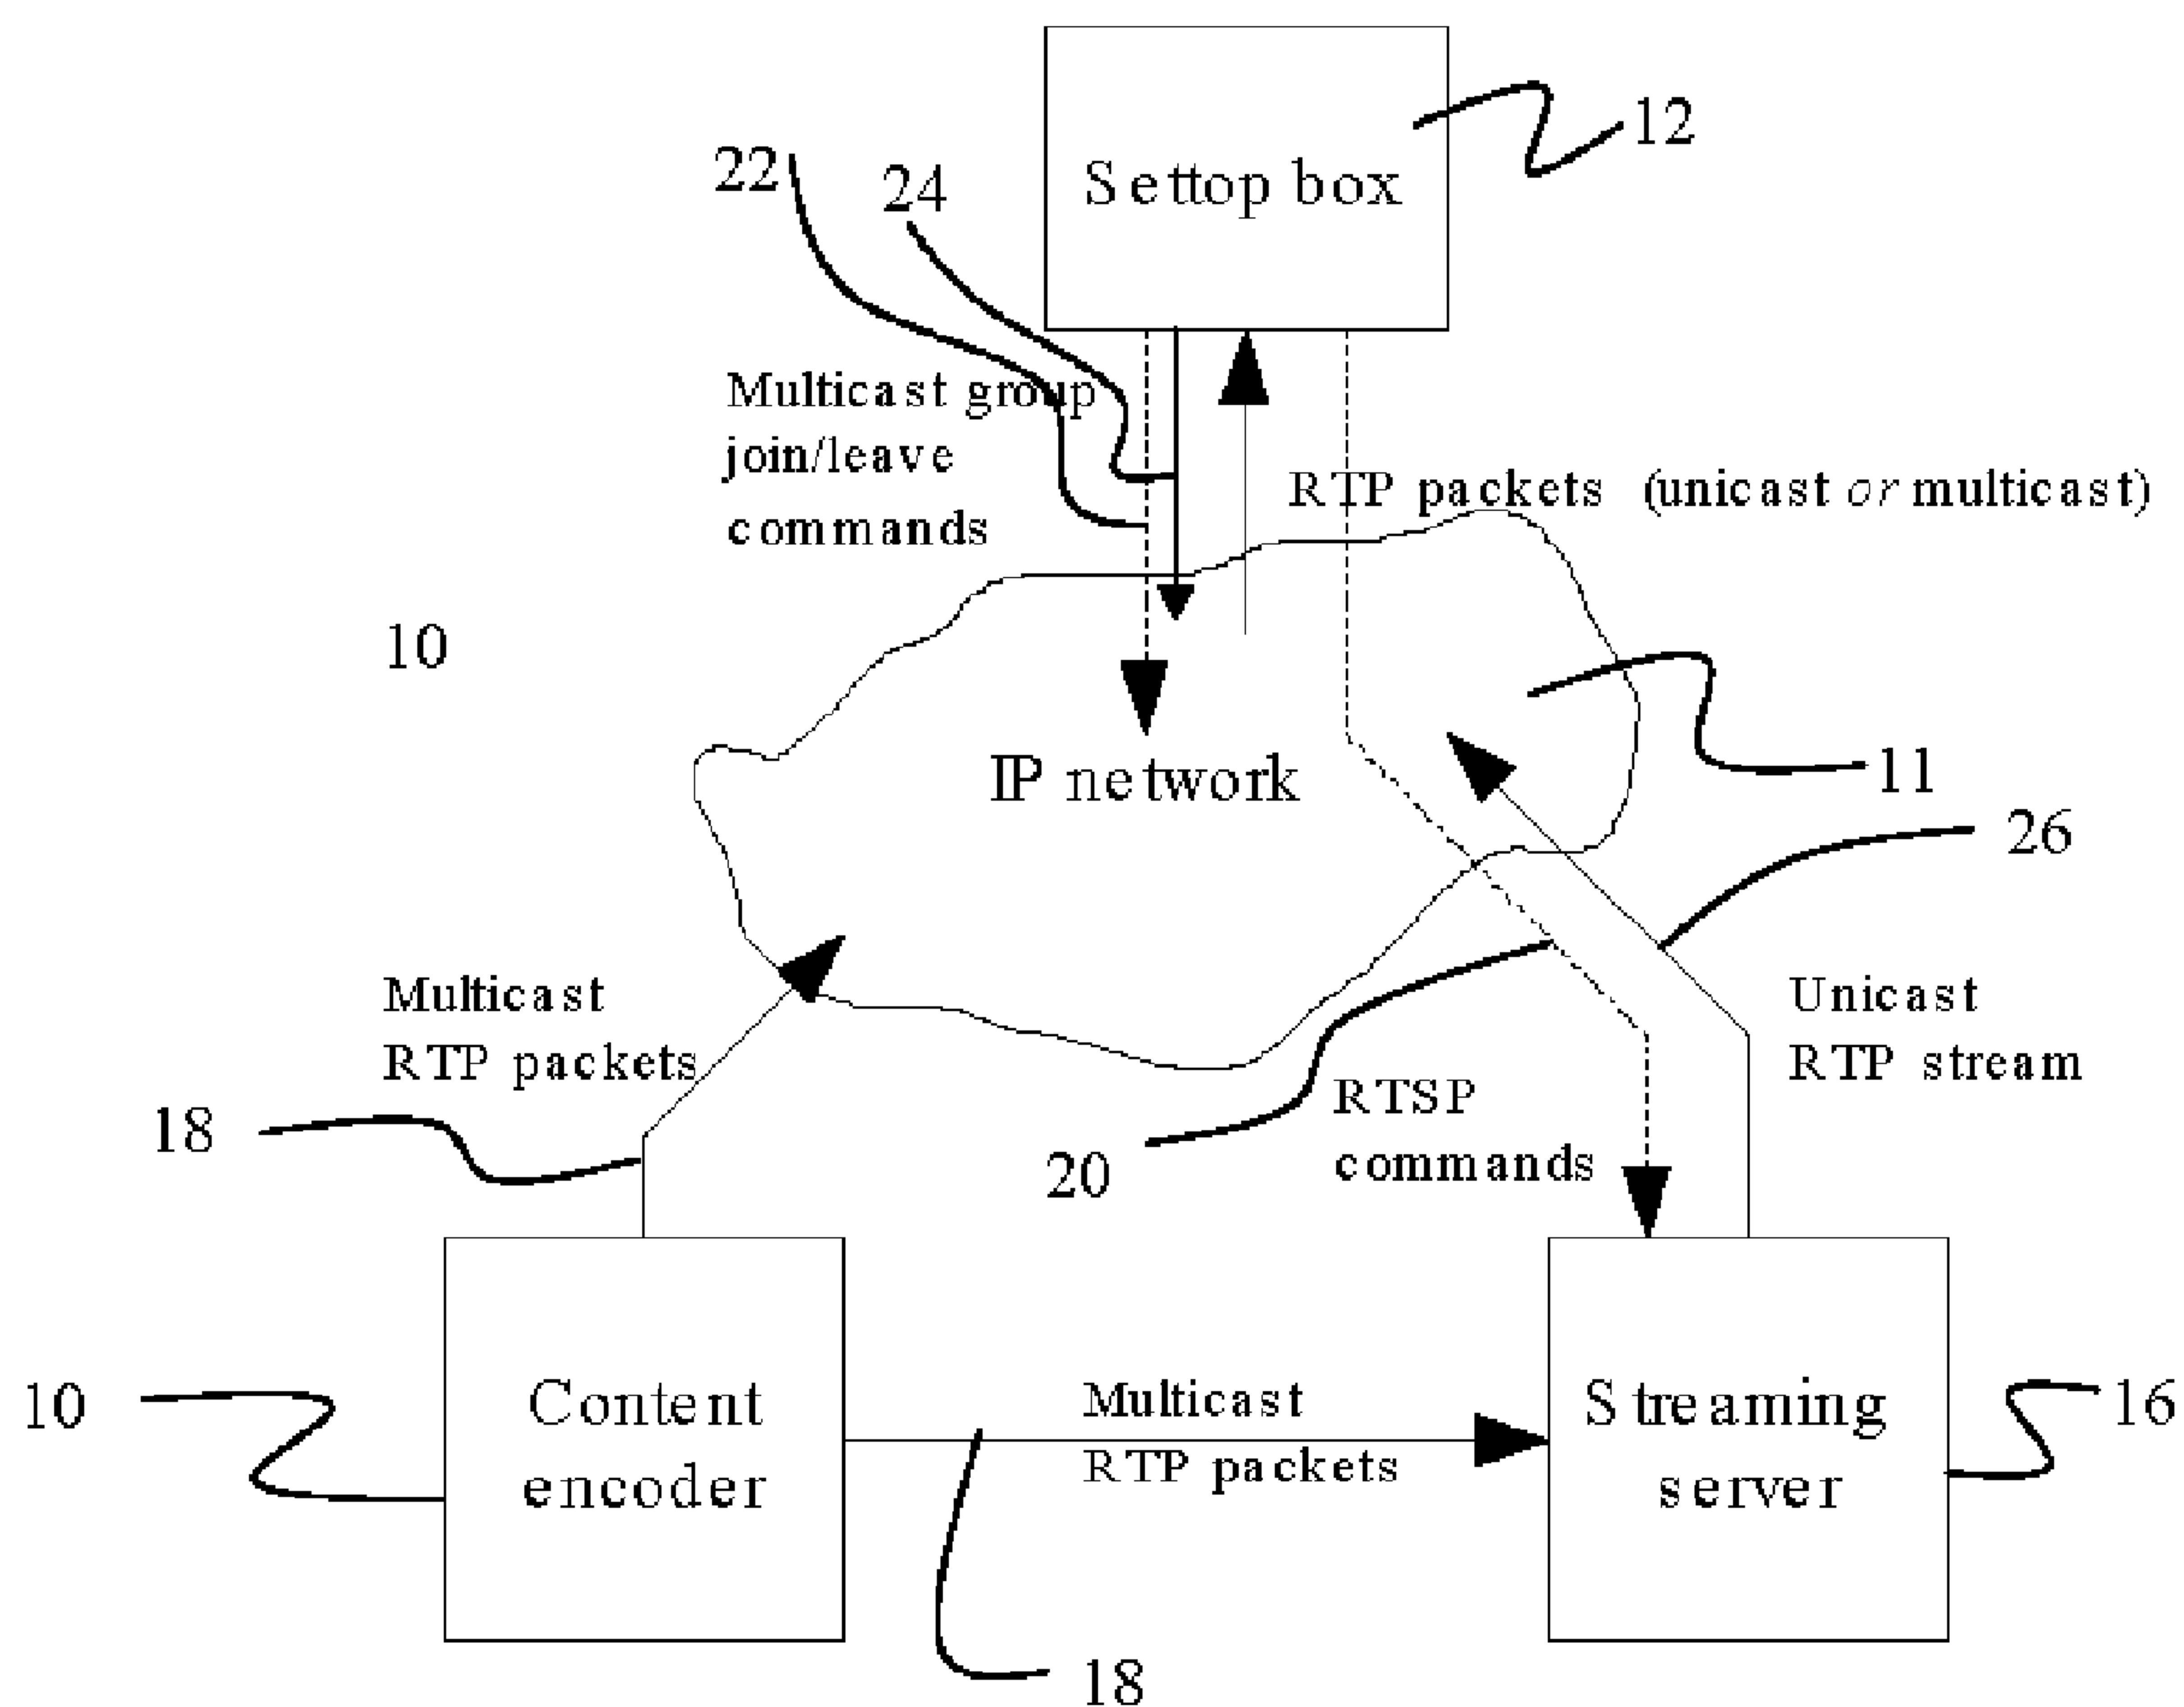 12
22
24
Settop box
Multicast group
join/leave
commands
RTP packets (unicast or multicast)
10
IP network
11
26
Multicast
RTP packets
Unicast
RTP stream
18
RTSP
commands
20
10
Content
encoder
Multicast
RTP packets
Streaming
server
16
18